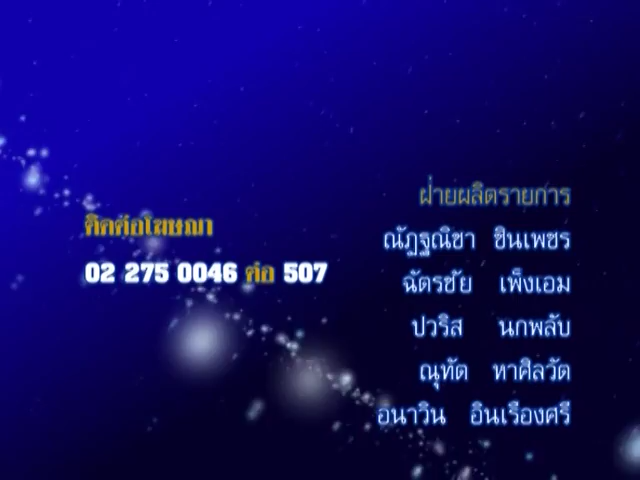 ติดต่อโฆษณา
02 275 0046 ต่อ 507
ฝ่ายผลิตรายการ
ณัฏฐณิชา ชินเพชร
ฉัตรชัย เพ็งเอม
ปวริส นกพลับ
ณุทัต ทาศิลวัต
อนาวิน อินเรืองศรี